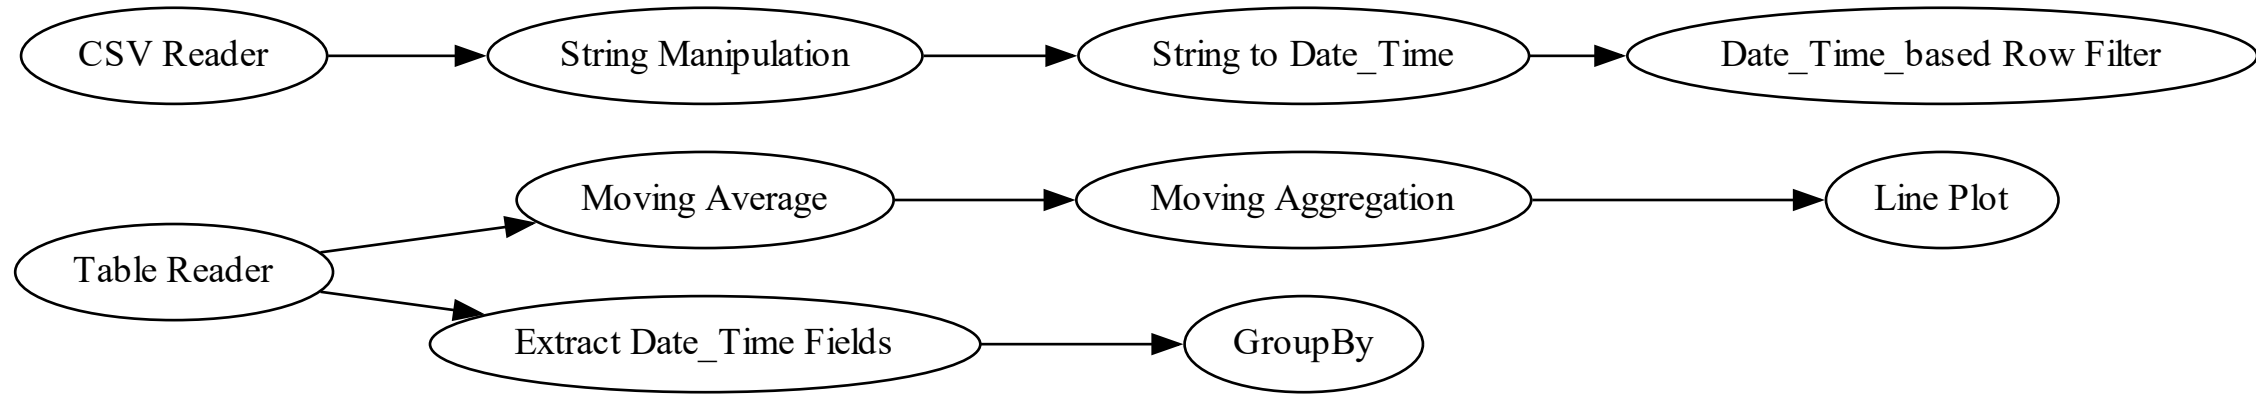 CSV Reader
String Manipulation
String to Date_Time
Date_Time_based Row Filter
Moving Average
Moving Aggregation
Line Plot
Table Reader
Extract Date_Time Fields
GroupBy